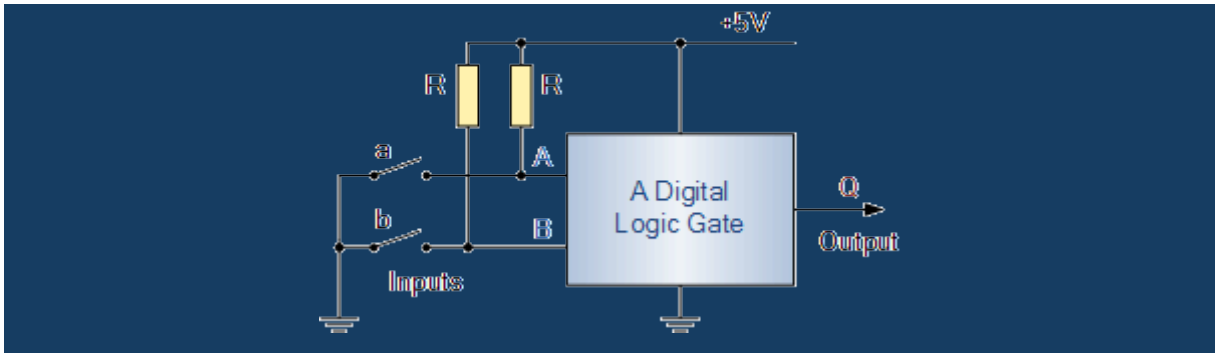 +5V
R R
a
A
b
B
Inputs
A Digital
Logic Gate
Q
Output